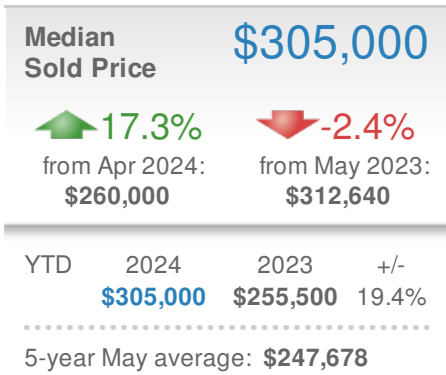 Median
Sold Price
$305,000
17.3%
from Apr 2024:
$260,000
-2.4%
from May 2023:
$312,640
YTD 2024 2023 +/-
$305,000 $255,500 19.4%
5-year May average: $247,678